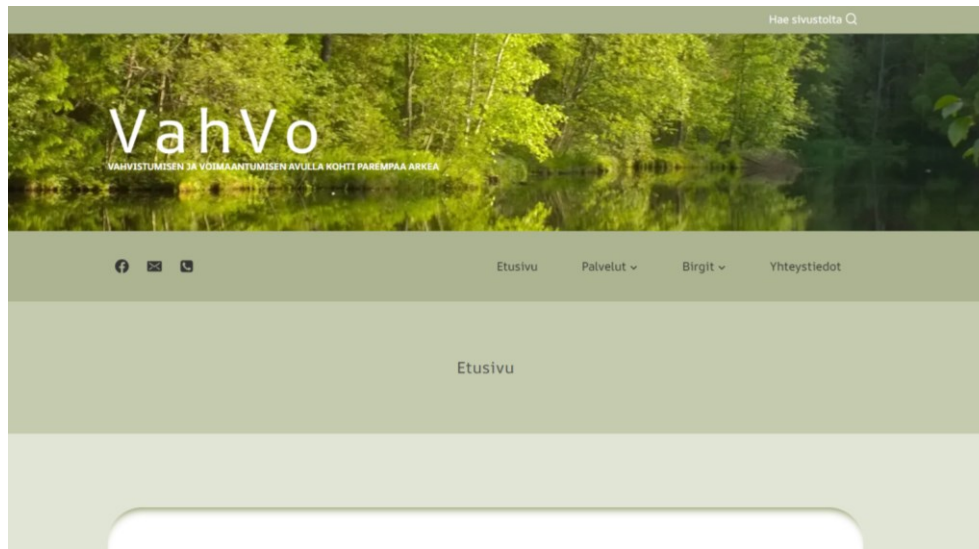 Hae sivustolta
VahVo
VAHVISTUMISEN JA VOIMAANTUMISEN AVULLA KOHTI PAREMPAA ARKEA
Etusivu Palvelut Birgit Yhteystiedot
Etusivu